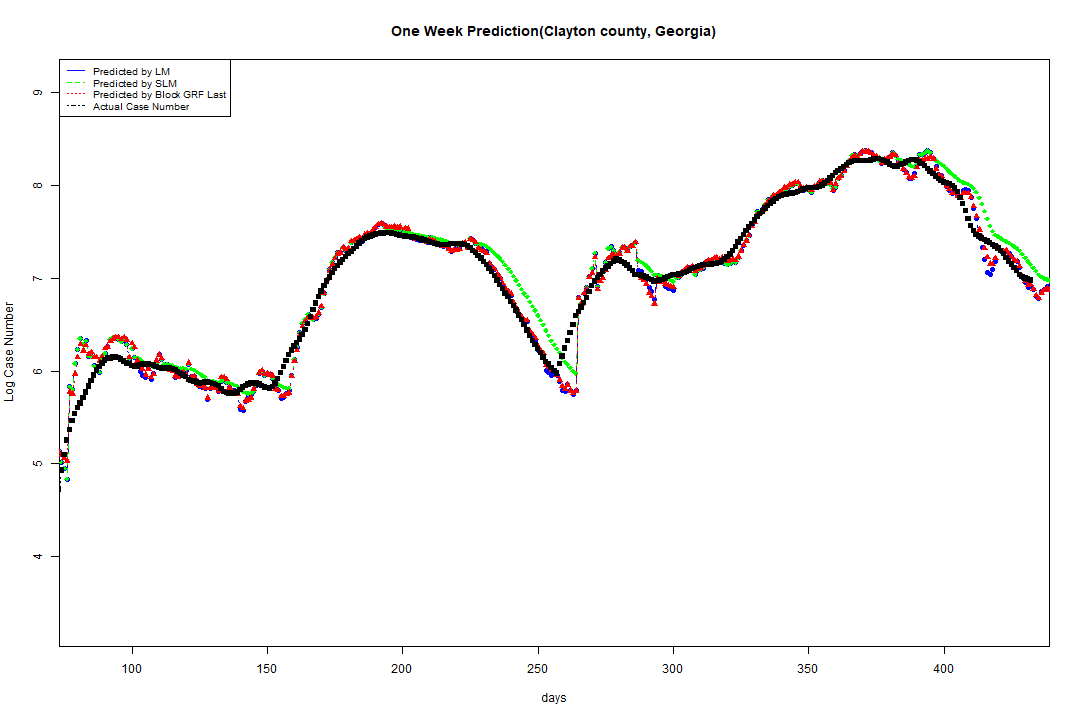 One Week Prediction(Clayton county, Georgia)
Predicted by LM
Predicted by SLM
Predicted by Block GRF Last
Actual Case Number
9
8
7
6
5
4
Log Case Number
100 150 200 250 300 350 400
days